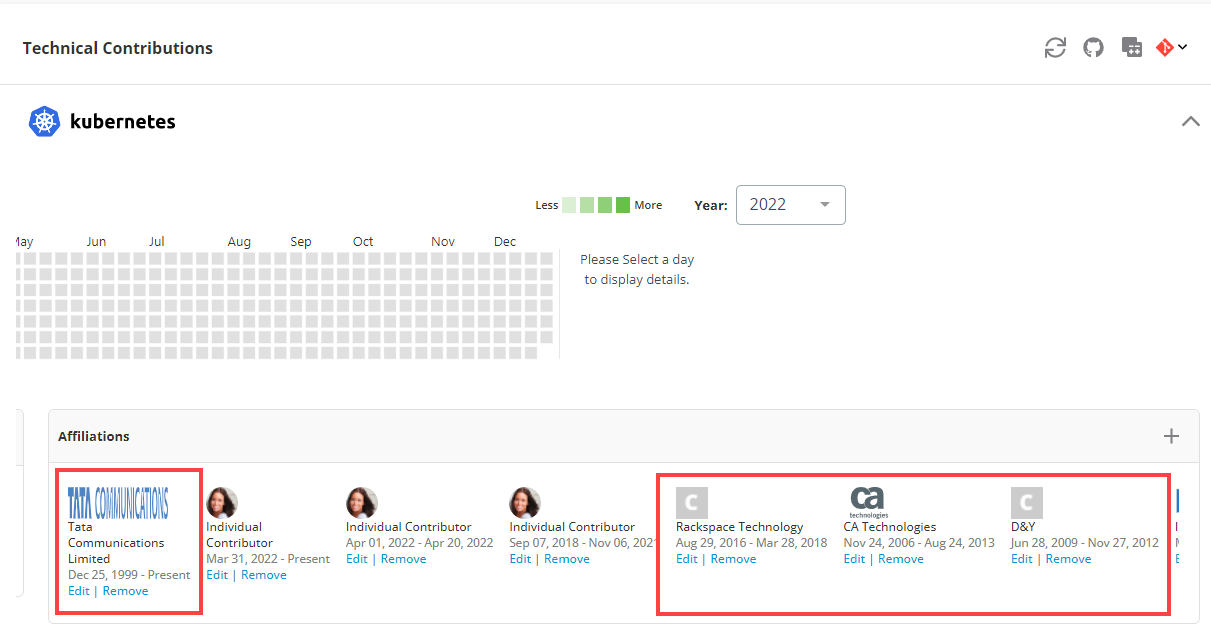 Technical Contributions
kubernetes
Less More Year: 2022
May Jun Jul Aug Sep Oct Nov Dec
Please Select a day
to display details.
Affiliations
TATA COMMUNICATIONS
Tata
Communications
Limited
Dec 25, 1999 - Present
Edit | Remove
Individual
Contributor
Mar 31, 2022 - Present
Edit | Remove
Individual Contributor
Apr 01, 2022 - Apr 20, 2022
Edit | Remove
Individual Contributor
Sep 07, 2018 - Nov 06, 202
Edit | Remove
C
Rackspace Technology
Aug 29, 2016 - Mar 28, 2018
Edit | Remove
ca
technologies
CA Technologies
Nov 24, 2006 - Aug 24, 2013
Edit | Remove
C
D&Y
Jun 28, 2009 - Nov 27, 2012
Edit | Remove